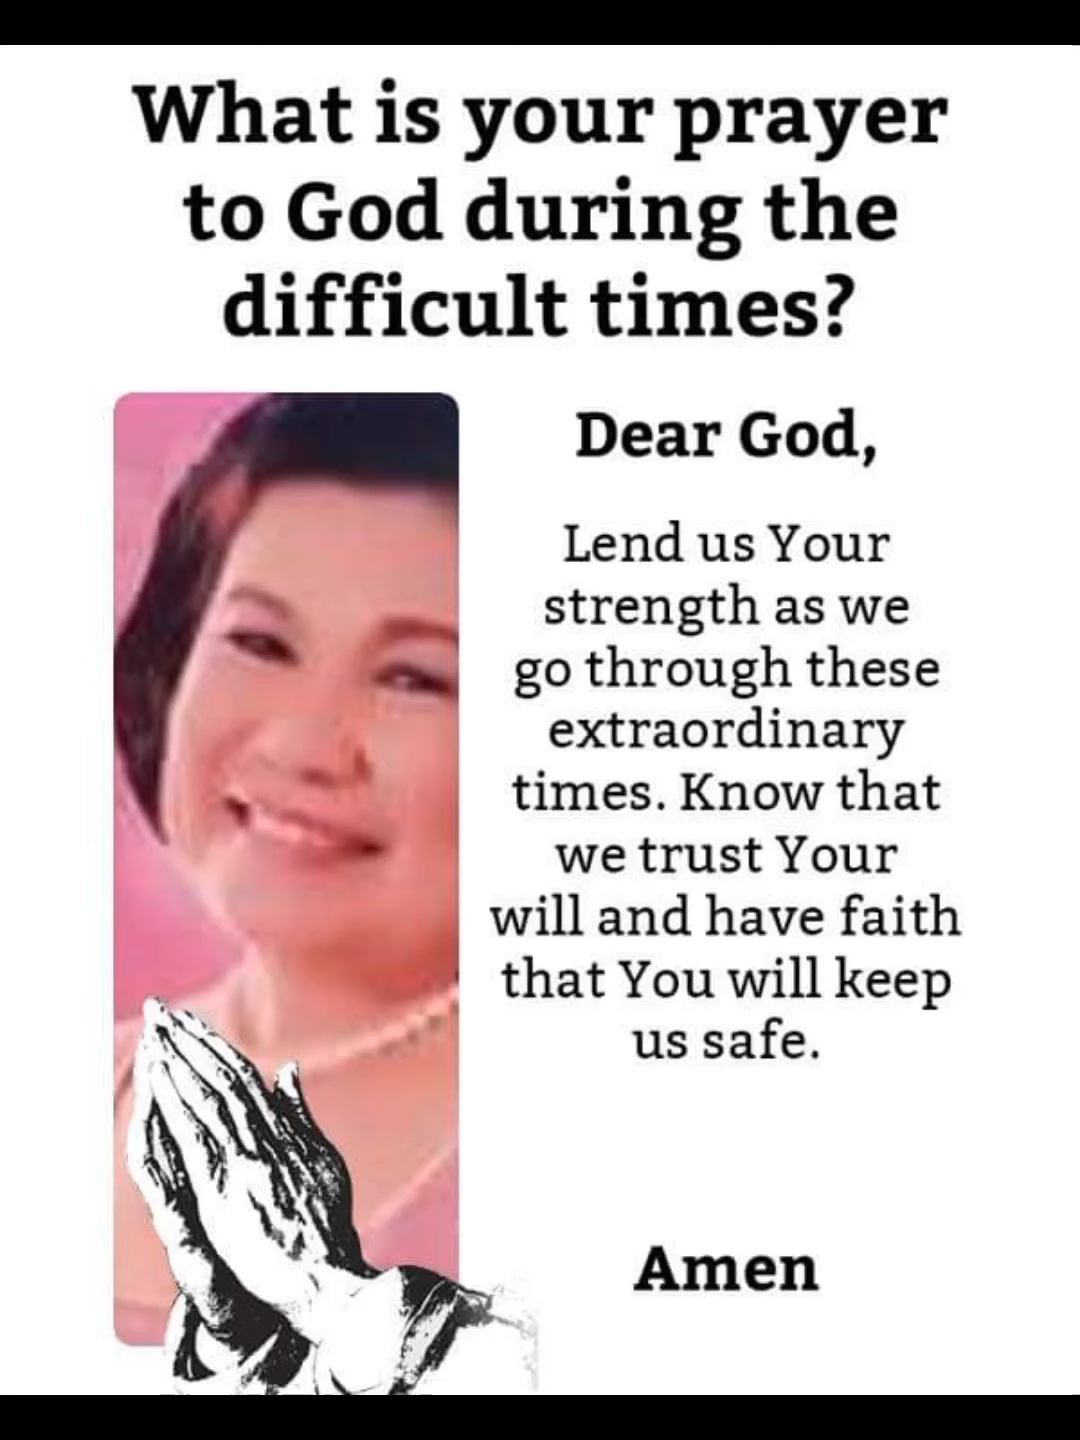 What is your prayer
to God during the
difficult times?
Dear God,
Lend us Your
strength as we
go through these
extraordinary
times. Know that
we trust Your
will and have faith
that You will keep
us safe.
Amen